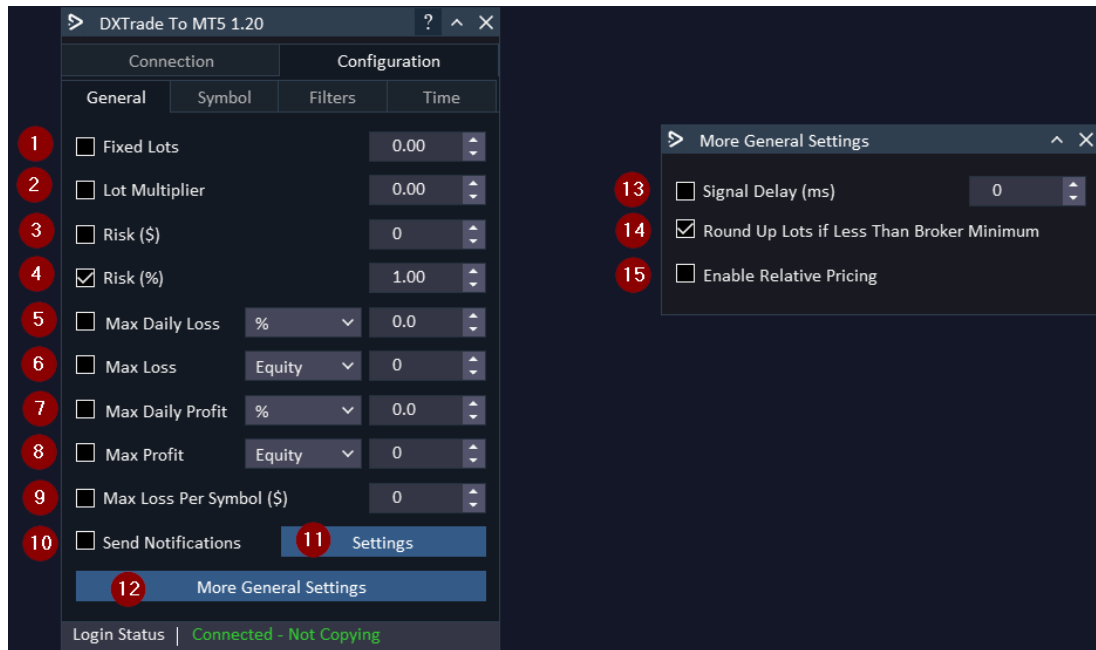 DXTrade To MT5 1.20 ?
Connection Configuration
General Symbol Filters Time
1 Fixed Lots 0.00
2 Lot Multiplier 0.00
3 Risk ($) 0
4 Risk (%) 1.00
5 Max Daily Loss % 0.0
6 Max Loss Equity 0
7 Max Daily Profit % 0.0
8 Max Profit Equity 0
9 Max Loss Per Symbol ($) 0
10 Send Notifications 11 Settings
12 More General Settings
Login Status | Connected - Not Copying
More General Settings
13 Signal Delay (ms) 0
14 Round Up Lots if Less Than Broker Minimum
15 Enable Relative Pricing